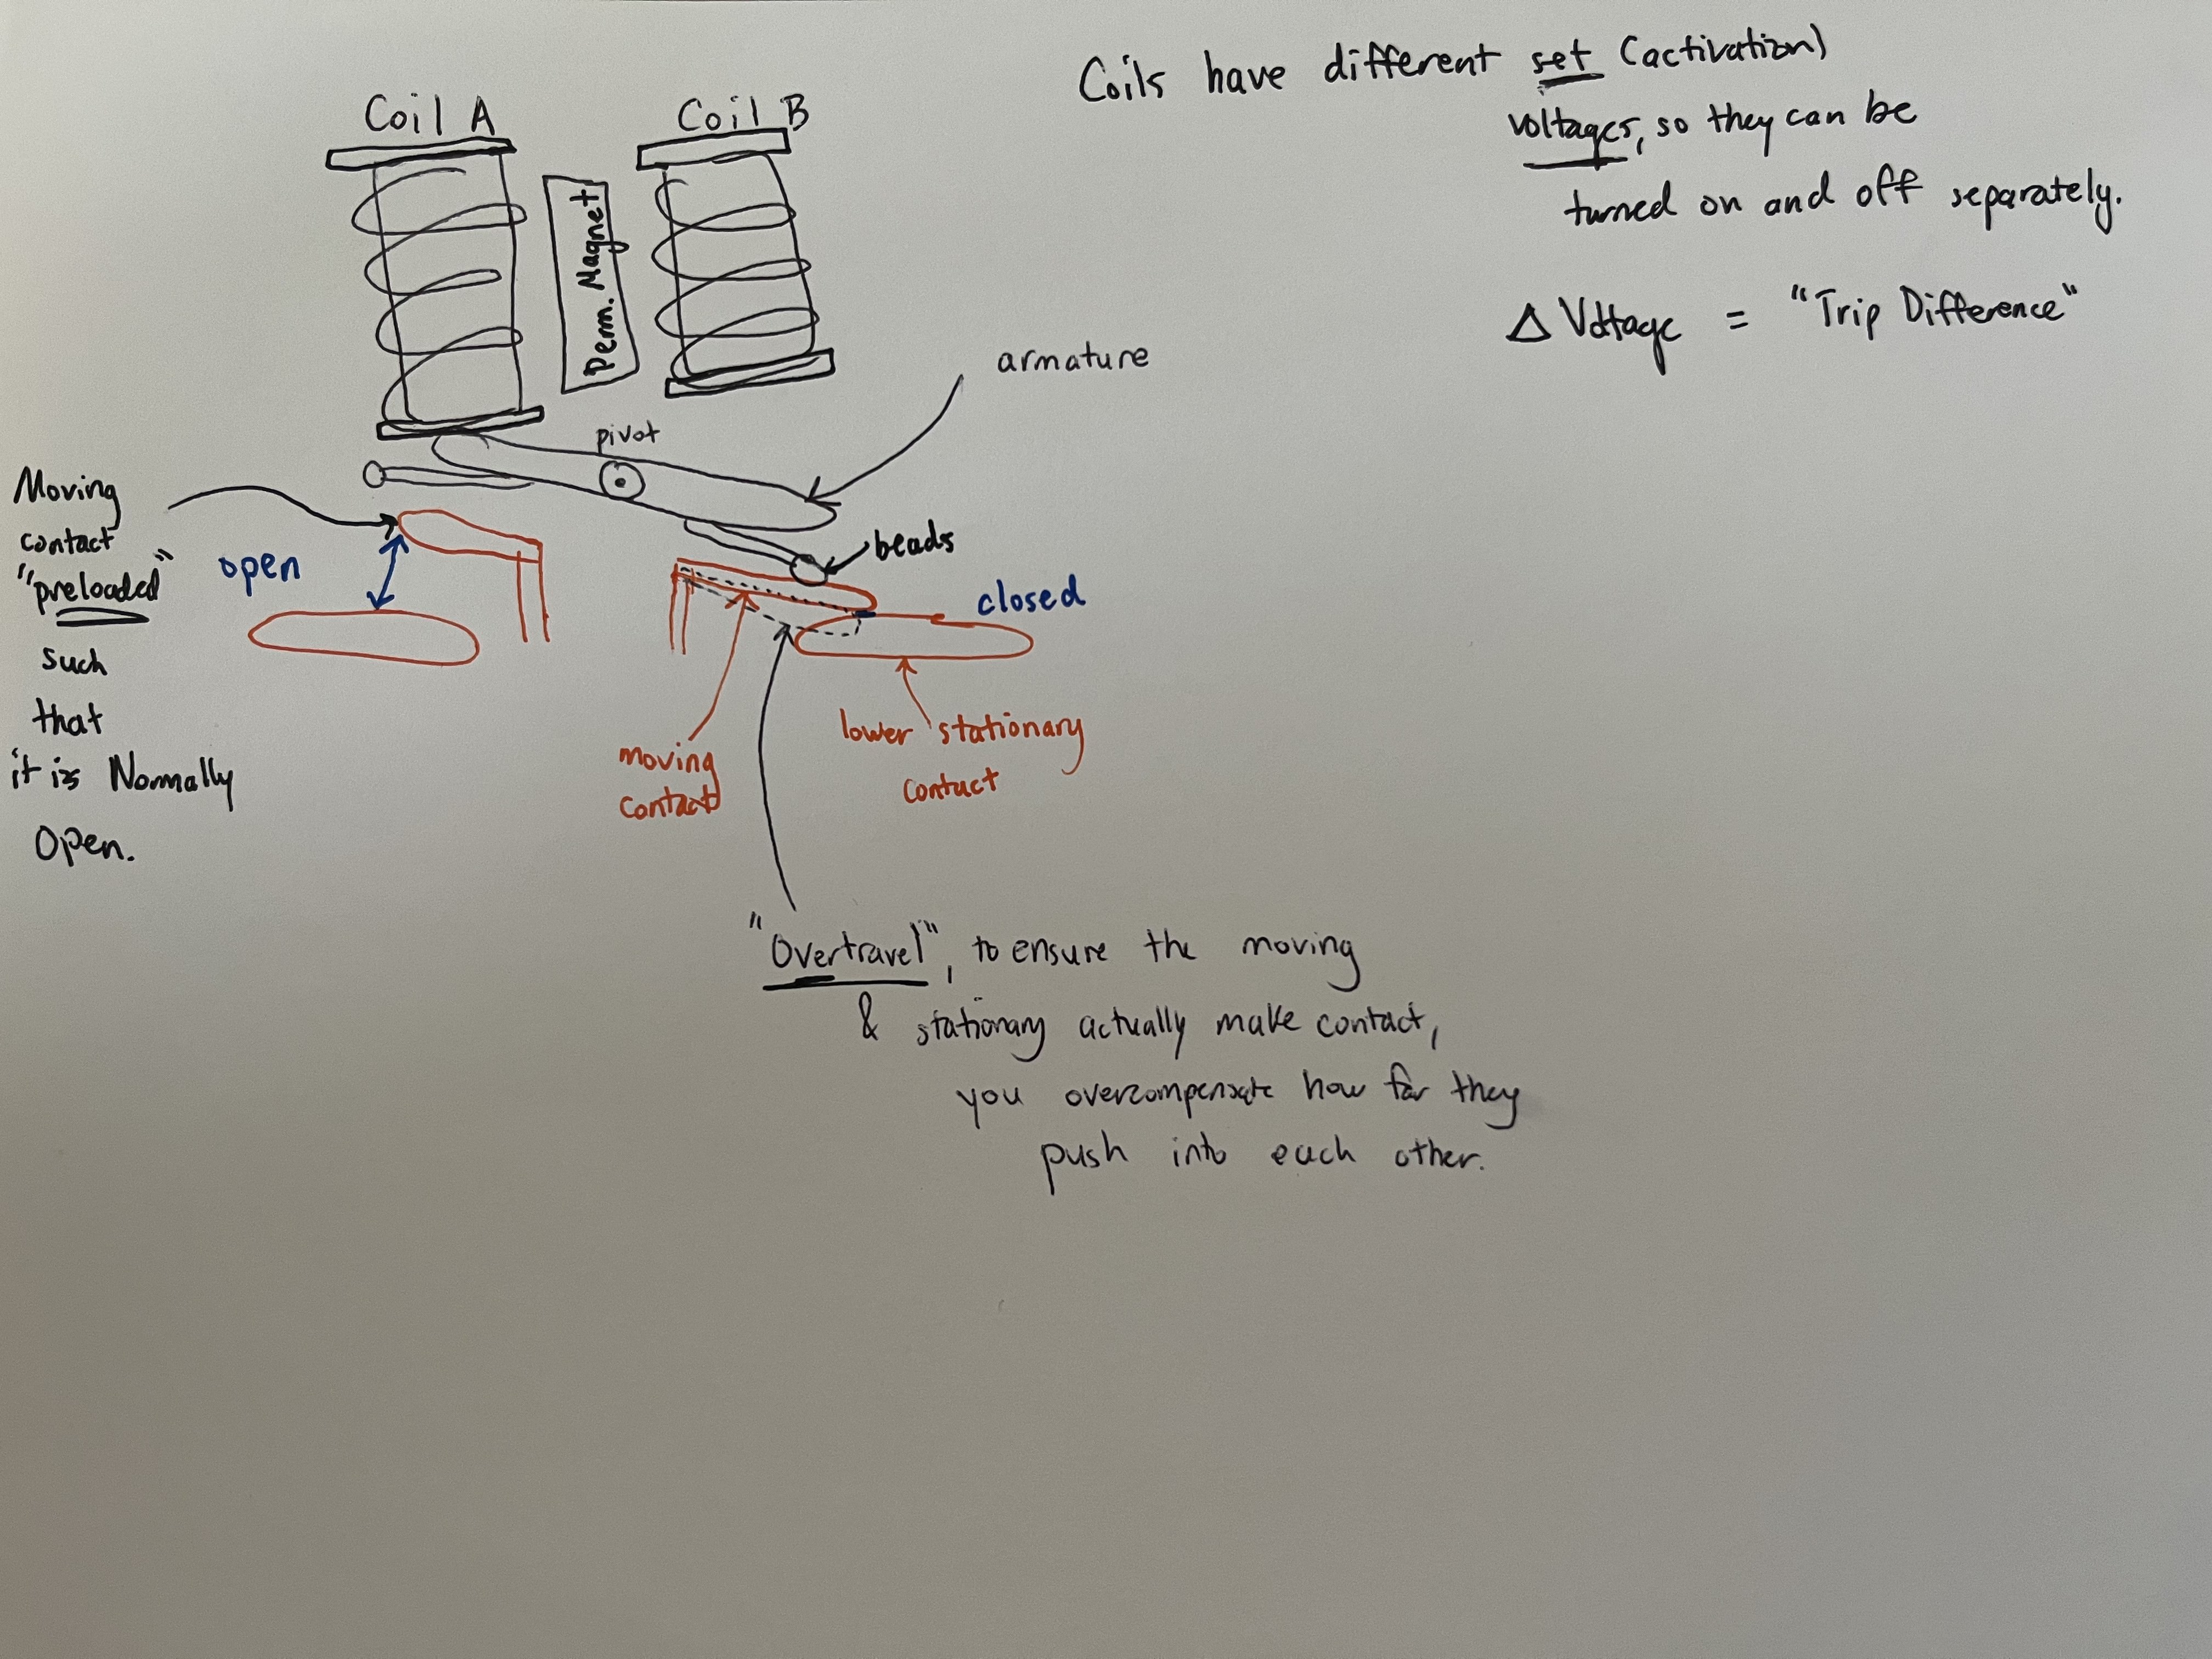 Coils have different set (activation)
voltages, so they can be
turned on and off separately.
Δ Voltage = "Trip Difference"
Coil A
Coil B
Perm. Magnet
armature
pivot
Moving
contact
"preloaded"
such
that
it is Normally
Open.
open
beads
closed
moving
contact
lower stationary
contact
"Overtravel", to ensure the moving
& stationary actually make contact,
you overcompensate how far they
push into each other.